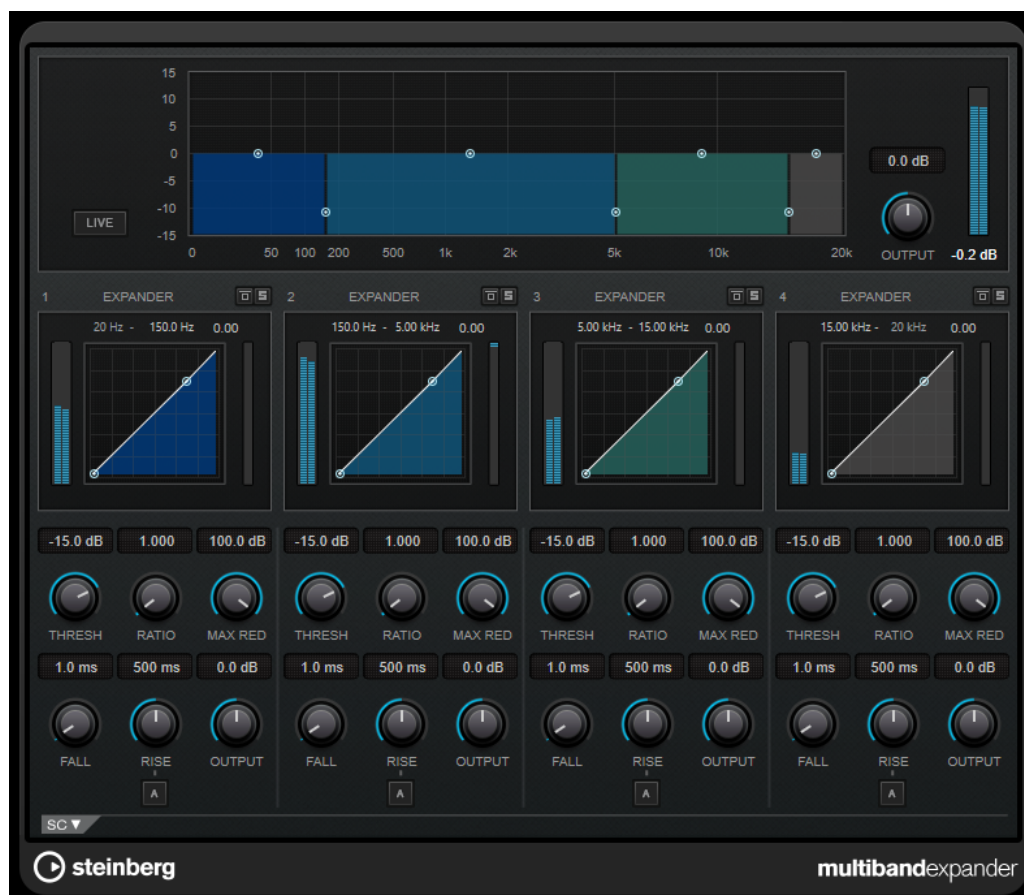 15
10
5
0
-5
-10
-15
0 50 100 200 500 1k 2k 5k 10k 20k
LIVE
0.0 dB
OUTPUT -0.2 dB
1 EXPANDER S 2 EXPANDER S 3 EXPANDER S 4 EXPANDER S
20 Hz - 150.0 Hz 0.00 150.0 Hz - 5.00 kHz 0.00 5.00 kHz - 15.00 kHz 0.00 15.00 kHz - 20 kHz 0.00
-15.0 dB 1.000 100.0 dB -15.0 dB 1.000 100.0 dB -15.0 dB 1.000 100.0 dB -15.0 dB 1.000 100.0 dB
THRESH RATIO MAX RED THRESH RATIO MAX RED THRESH RATIO MAX RED THRESH RATIO MAX RED
1.0 ms 500 ms 0.0 dB 1.0 ms 500 ms 0.0 dB 1.0 ms 500 ms 0.0 dB 1.0 ms 500 ms 0.0 dB
FALL RISE OUTPUT FALL RISE OUTPUT FALL RISE OUTPUT FALL RISE OUTPUT
A A A A
SC▼
steinberg multibandexpander